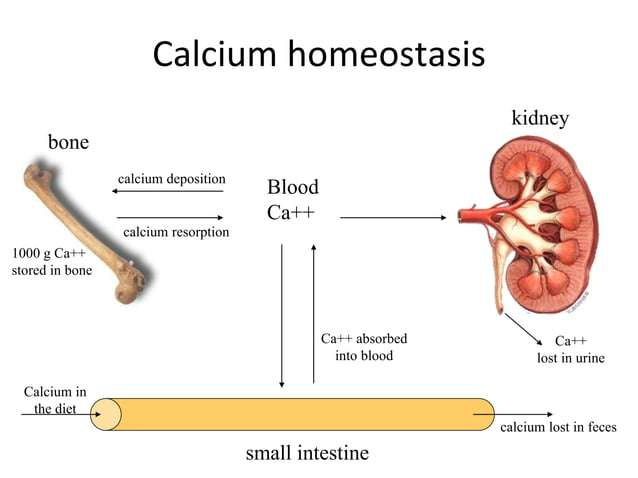 Calcium homeostasis
kidney
bone
calcium deposition
Blood
Ca++
calcium resorption
1000 g Ca++
stored in bone
Ca++ absorbed
into blood
Ca++
lost in urine
Calcium in
the diet
calcium lost in feces
small intestine